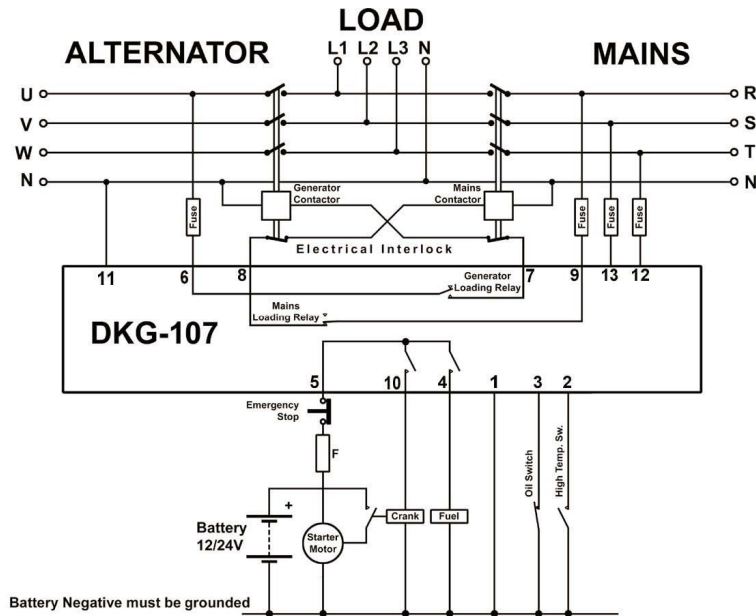 LOAD
ALTERNATOR
L1 L2 L3 N
MAINS
U
R
V
S
W
T
N
N
Generator
Contactor
Mains
Contactor
Fuse
Fuse
Fuse
Fuse
Electrical Interlock
11
6
8
7
9
13
12
Generator
Loading Relay
Mains
Loading Relay
DKG-107
5
10
4
1
3
2
Emergency
Stop
F
Oil Switch
High Temp. Sw.
+
Battery
12/24V
Starter
Motor
Crank
Fuel
Battery Negative must be grounded